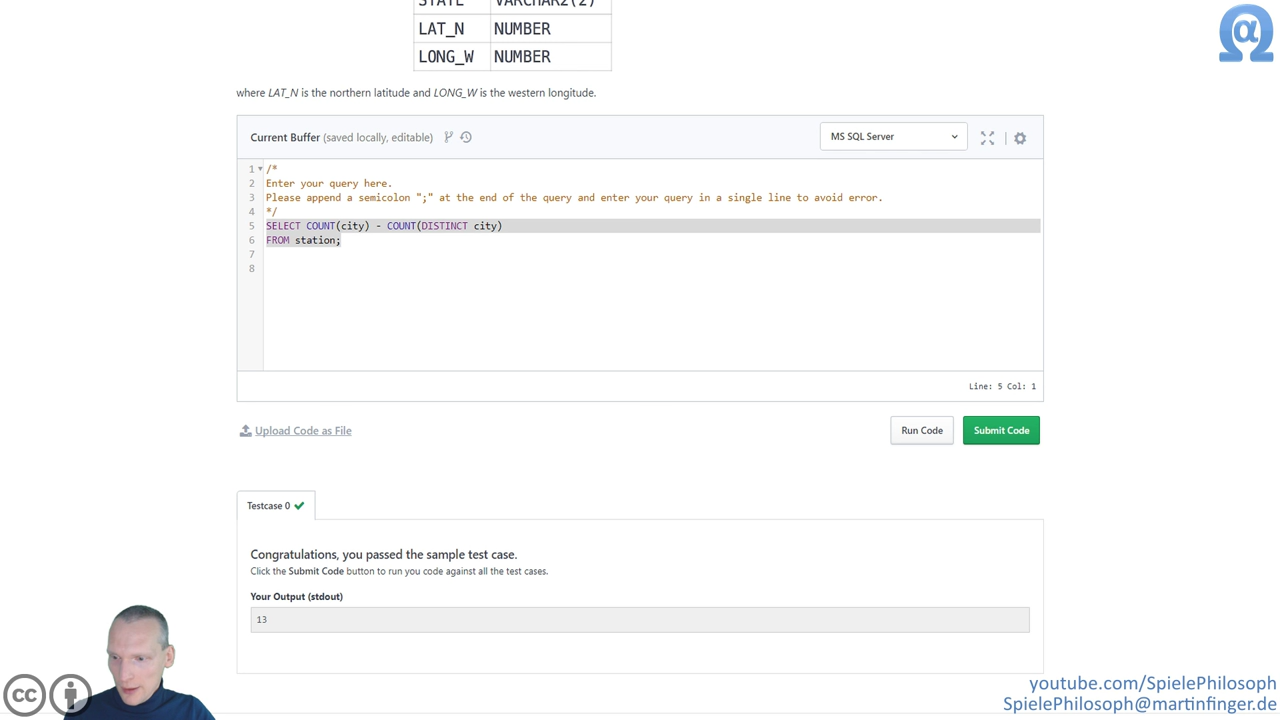 STATE VARCHAR2(2)
LAT_N NUMBER
LONG_W NUMBER
where LAT_N is the northern latitude and LONG_W is the western longitude.
Current Buffer (saved locally, editable)
MS SQL Server
1 /*
2 Enter your query here.
3 Please append a semicolon ";" at the end of the query and enter your query in a single line to avoid error.
4 */
5 SELECT COUNT(city) - COUNT(DISTINCT city)
6 FROM station;
7
8
Line: 5 Col: 1
Upload Code as File
Run Code
Submit Code
Testcase 0
Congratulations, you passed the sample test case.
Click the Submit Code button to run you code against all the test cases.
Your Output (stdout)
13
cc
youtube.com/SpielePhilosoph
SpielePhilosoph@martinfinger.de